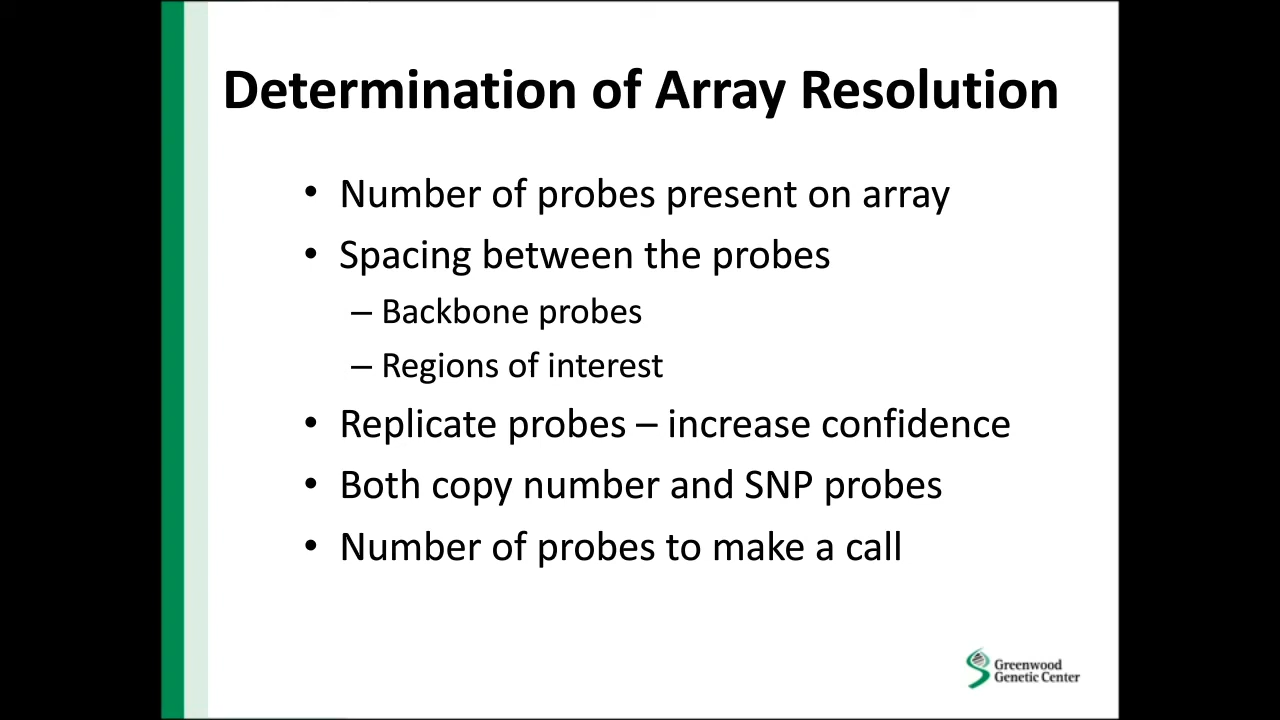 Determination of Array Resolution
• Number of probes present on array
• Spacing between the probes
– Backbone probes
– Regions of interest
• Replicate probes – increase confidence
• Both copy number and SNP probes
• Number of probes to make a call
Greenwood
Genetic Center